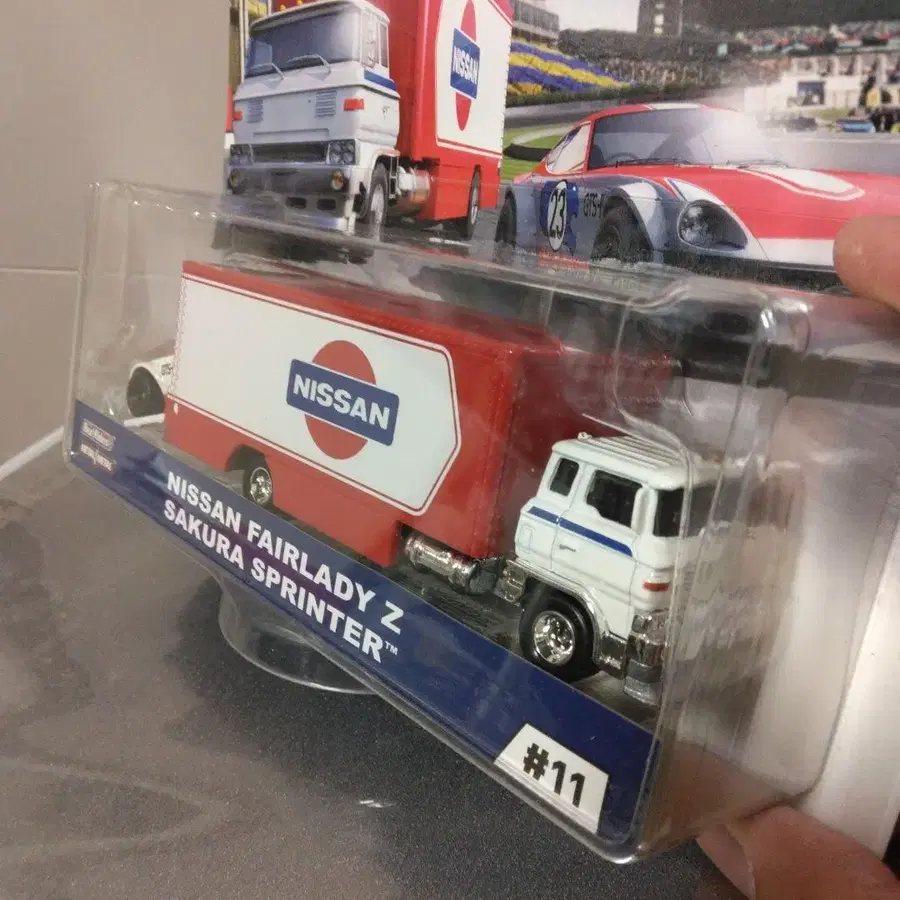 NISSAN
23
NISSAN
NISSAN FAIRLADY Z
SAKURA SPRINTER™
#11